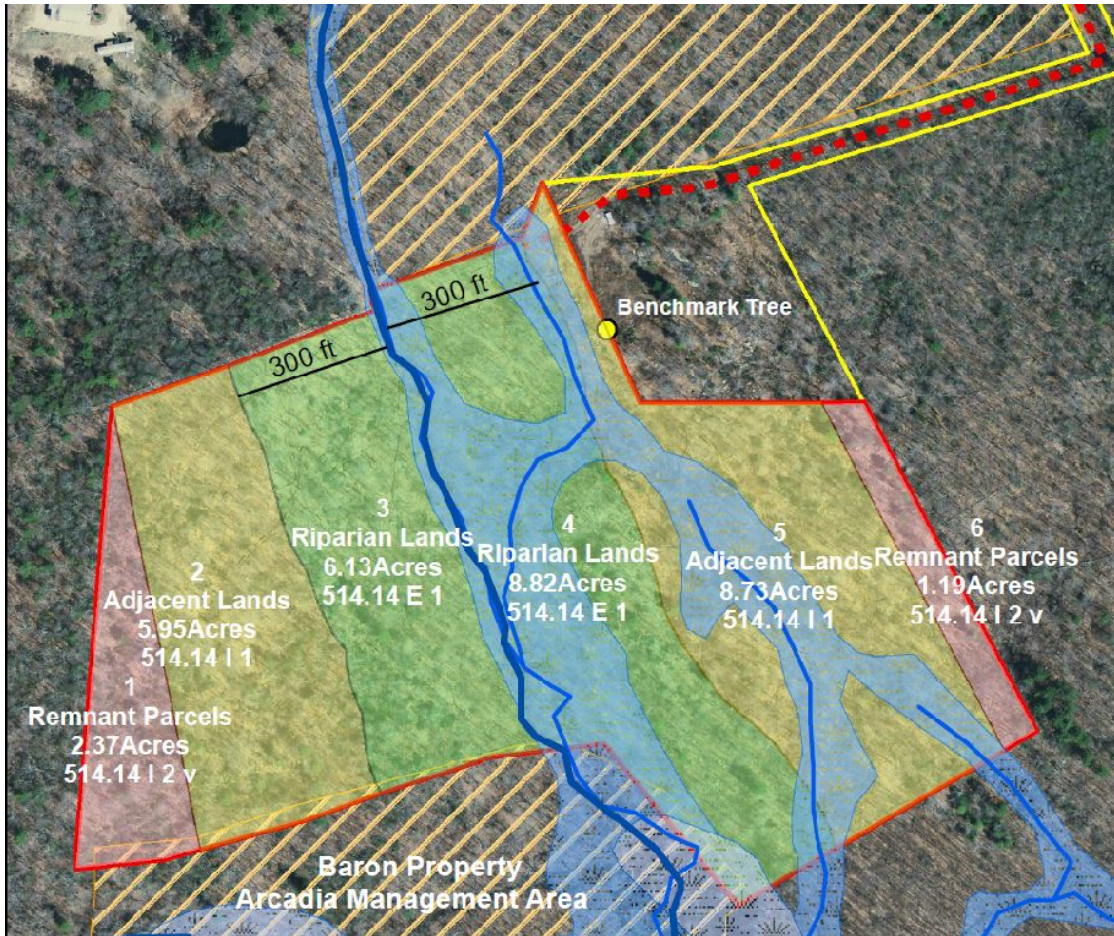 300 ft
300 ft
Benchmark Tree
1
Remnant Parcels
2.37Acres
514.14 I 2 v
2
Adjacent Lands
5.95Acres
514.14 I 1
3
Riparian Lands
6.13Acres
514.14 E 1
4
Riparian Lands
8.82Acres
514.14 E 1
5
Adjacent Lands
8.73Acres
514.14 I 1
6
Remnant Parcels
1.19Acres
514.14 I 2 v
Baron Property
Arcadia Management Area